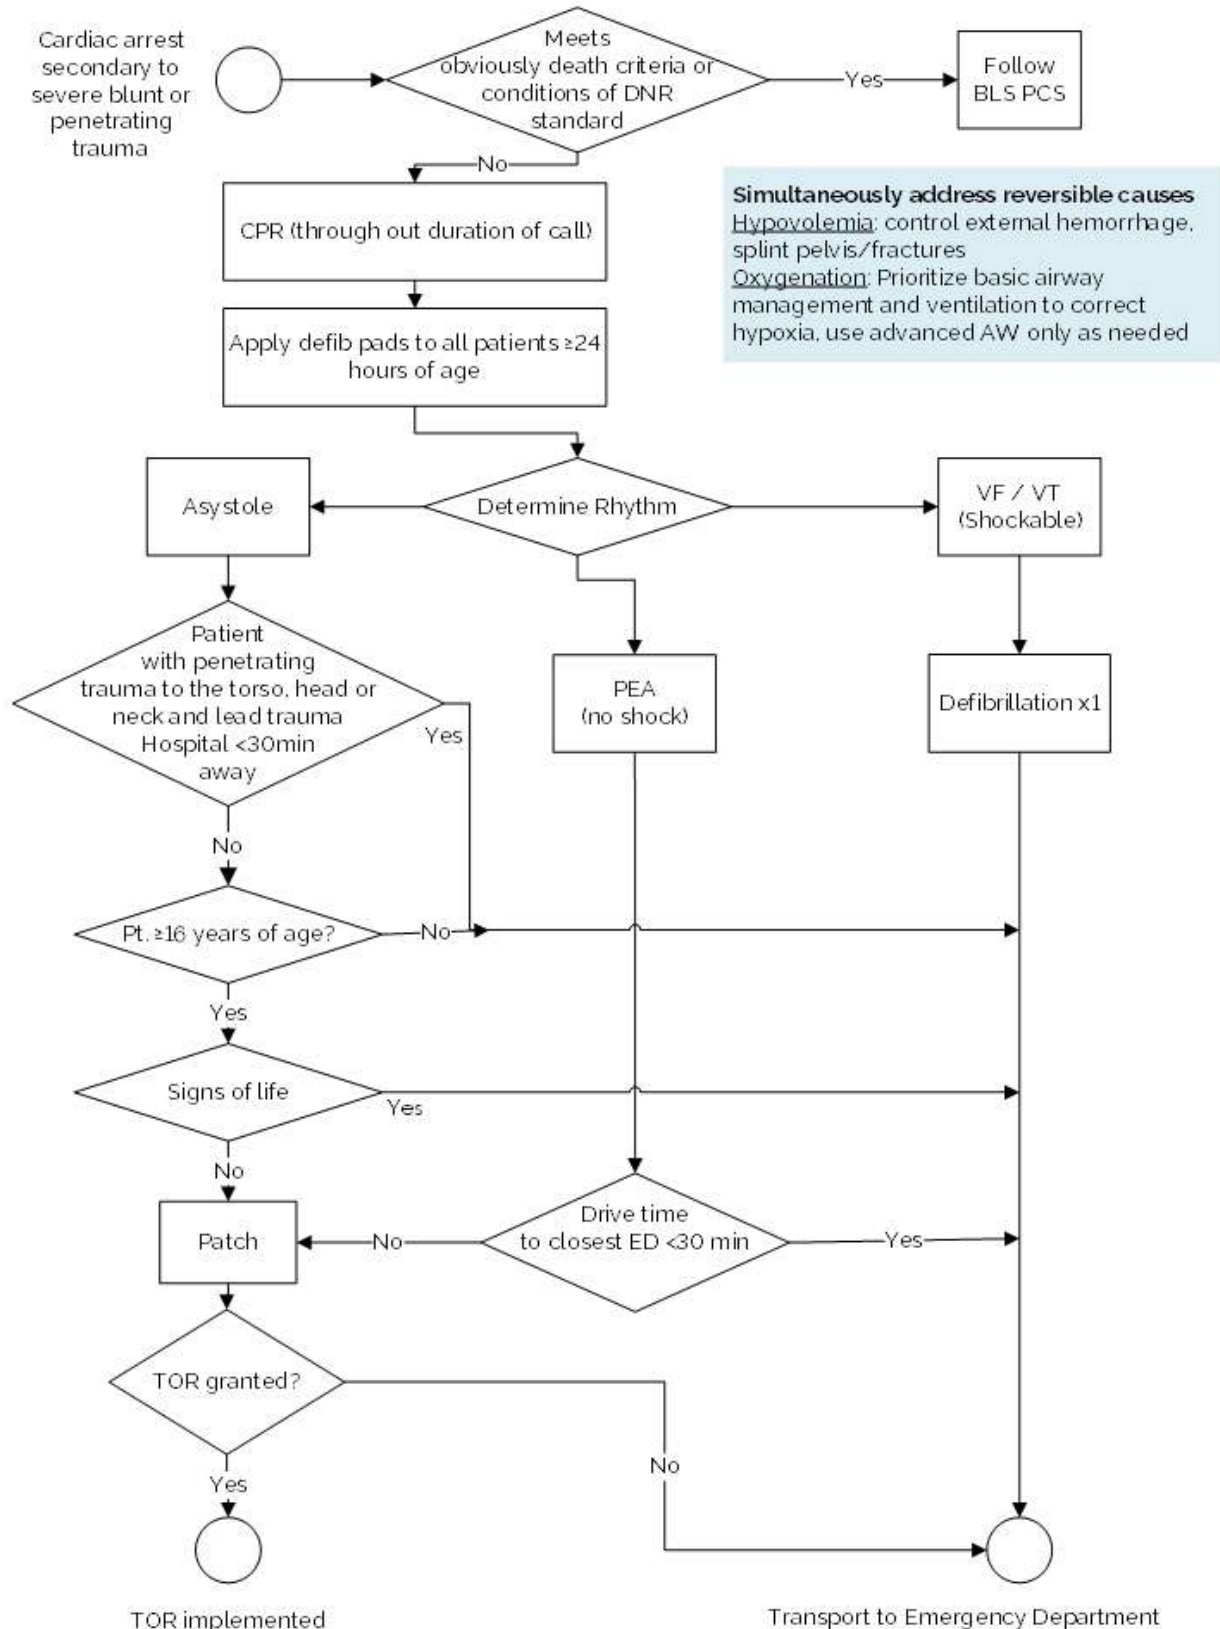 Cardiac arrest
secondary to
severe blunt or
penetrating
trauma
Meets
obviously death criteria or
conditions of DNR
standard
Yes
Follow
BLS PCS
No
CPR (through out duration of call)
Simultaneously address reversible causes
Hypovolemia: control external hemorrhage,
splint pelvis/fractures
Oxygenation: Prioritize basic airway
management and ventilation to correct
hypoxia, use advanced AW only as needed
Apply defib pads to all patients ≥24
hours of age
Asystole
Determine Rhythm
VF / VT
(Shockable)
Patient
with penetrating
trauma to the torso, head or
neck and lead trauma
Hospital <30min
away
Yes
PEA
(no shock)
Defibrillation x1
No
Pt. ≥16 years of age?
No
Yes
Signs of life
Yes
No
Patch
No
Drive time
to closest ED <30 min
Yes
TOR granted?
No
Yes
TOR implemented
Transport to Emergency Department